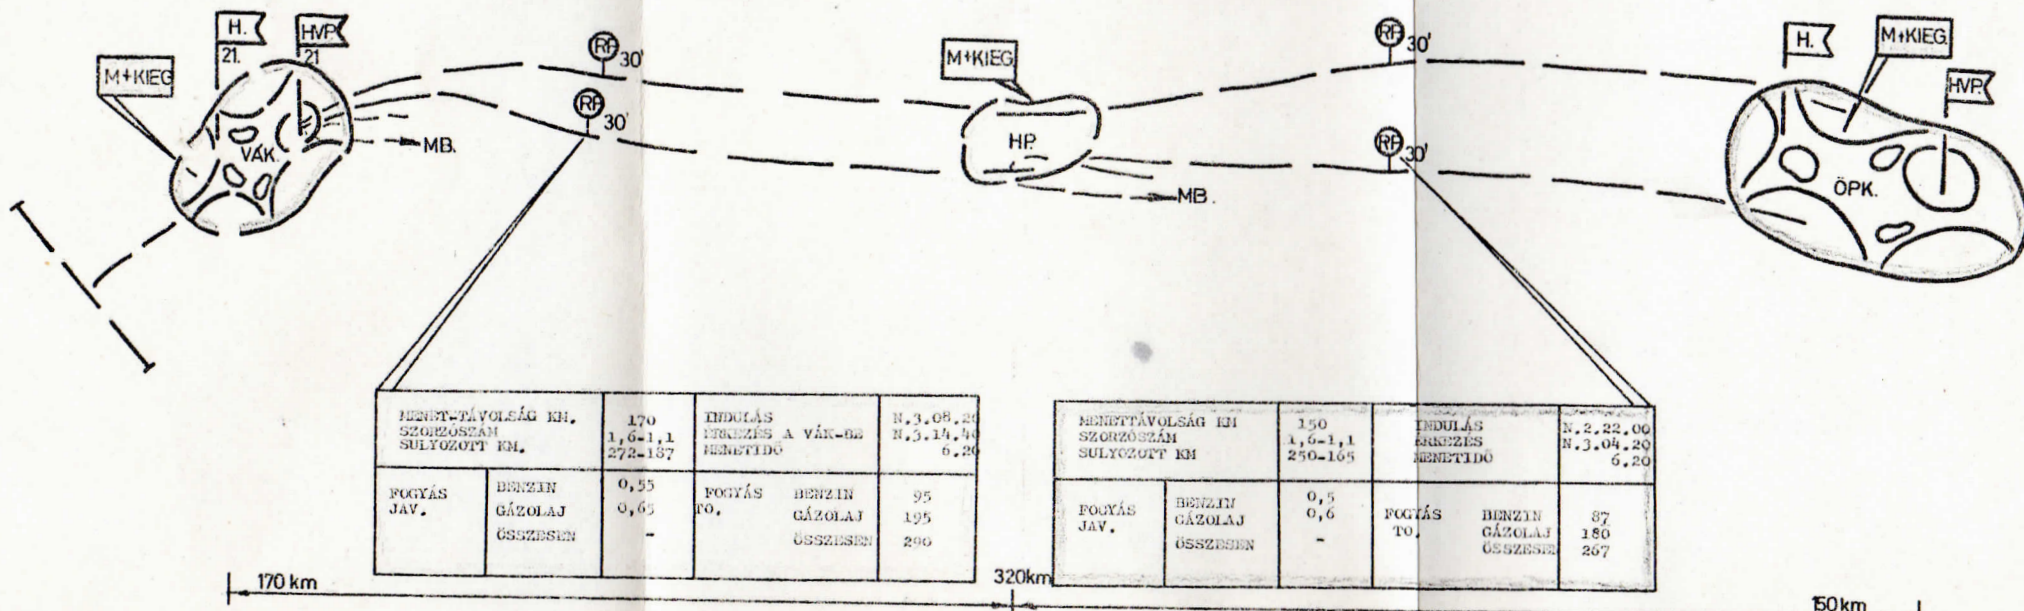 H.
21.
HVP.
21
M+KIEG
VÁK.
MB.
RP
30'
RP
30'
M+KIEG
HP.
MB.
RP
30'
RP
30'
H.
M+KIEG.
HVP.
ÖPK.
MENET-TÁVOLSÁG KM. 170 INDULÁS N.3.08.20
SZORZÓSZÁM 1,6-1,1 ÉRKEZÉS A VÁK-BE N.3.14.40
SULYOZOTT KM. 272-187 MENETIDŐ 6.20
FOGYÁS JAV. BENZIN 0,55 FOGYÁS TO. BENZIN 95
GÁZOLAJ 0,65 GÁZOLAJ 195
ÖSSZESEN - ÖSSZESEN 290
MENETTÁVOLSÁG KM 150 INDULÁS N.2.22.00
SZORZÓSZÁM 1,6-1,1 ÉRKEZÉS N.3.04.20
SULYOZOTT KM 250-165 MENETIDŐ 6.20
FOGYÁS JAV. BENZIN 0,5 FOGYÁS TO. BENZIN 87
GÁZOLAJ 0,6 GÁZOLAJ 180
ÖSSZESEN - ÖSSZESEN 267
170 km
320km
150 km